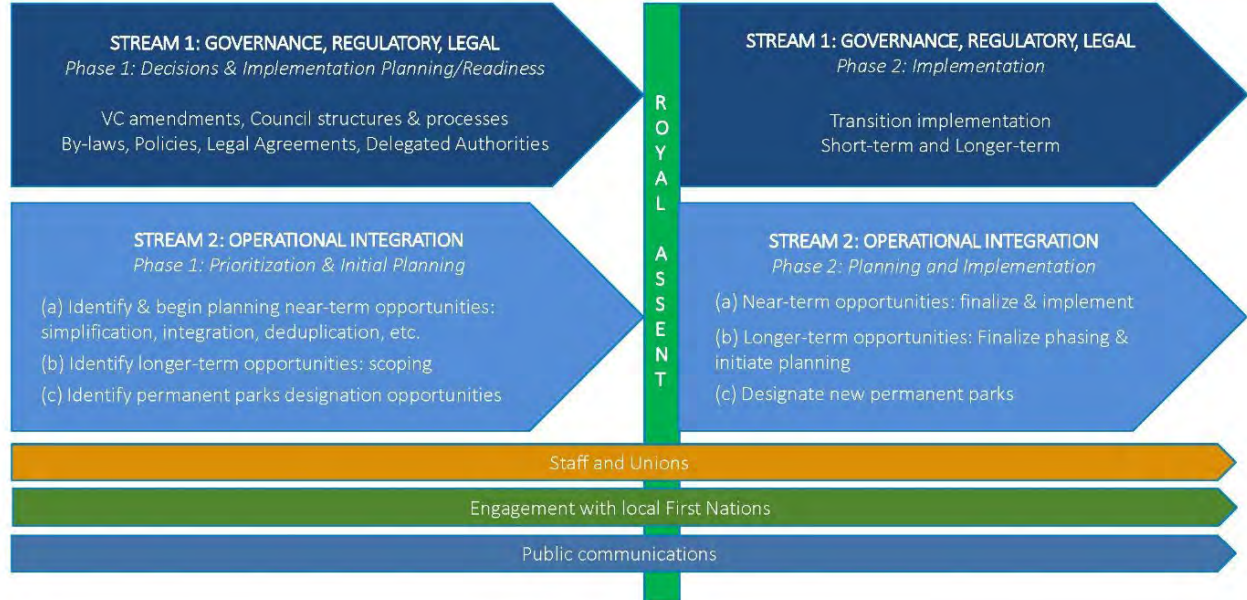 STREAM 1: GOVERNANCE, REGULATORY, LEGAL
Phase 1: Decisions & Implementation Planning/Readiness
VC amendments, Council structures & processes
By-laws, Policies, Legal Agreements, Delegated Authorities
STREAM 2: OPERATIONAL INTEGRATION
Phase 1: Prioritization & Initial Planning
(a) Identify & begin planning near-term opportunities:
simplification, integration, deduplication, etc.
(b) Identify longer-term opportunities: scoping
(c) Identify permanent parks designation opportunities
ROYAL ASSENT
STREAM 1: GOVERNANCE, REGULATORY, LEGAL
Phase 2: Implementation
Transition implementation
Short-term and Longer-term
STREAM 2: OPERATIONAL INTEGRATION
Phase 2: Planning and Implementation
(a) Near-term opportunities: finalize & implement
(b) Longer-term opportunities: Finalize phasing &
initiate planning
(c) Designate new permanent parks
Staff and Unions
Engagement with local First Nations
Public communications